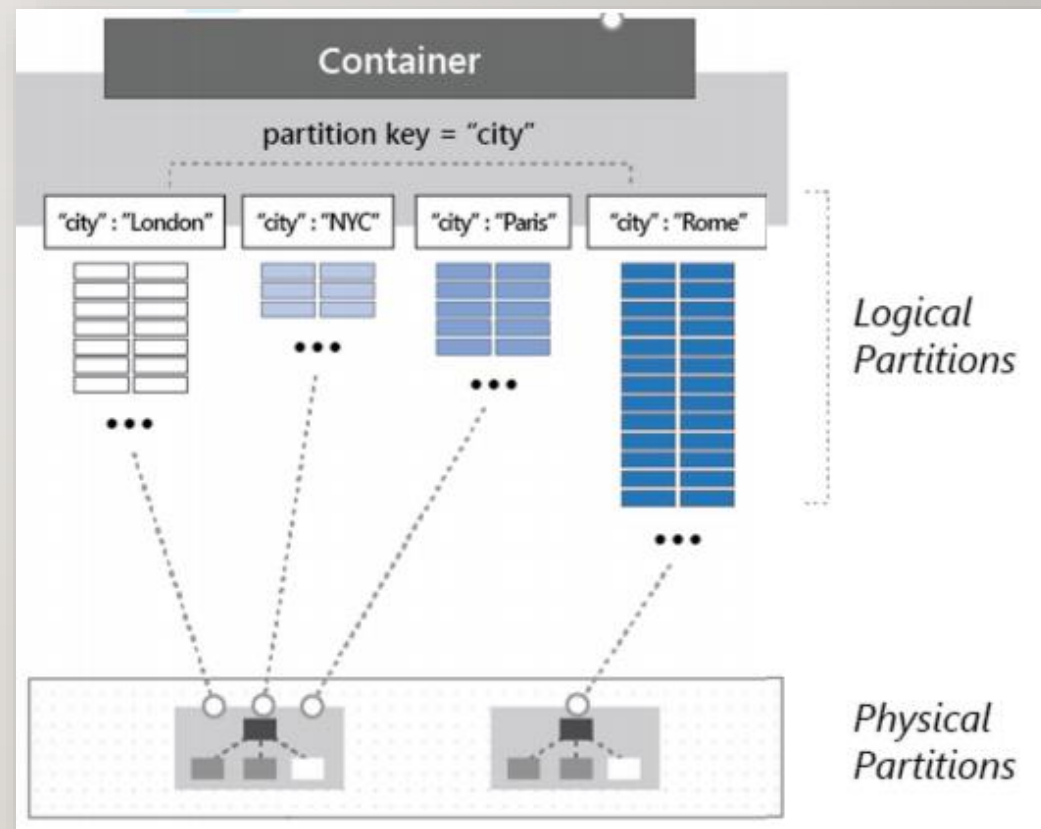 Container
partition key = “city”
“city” : “London”
“city” : “NYC”
“city” : “Paris”
“city” : “Rome”
Logical
Partitions
Physical
Partitions